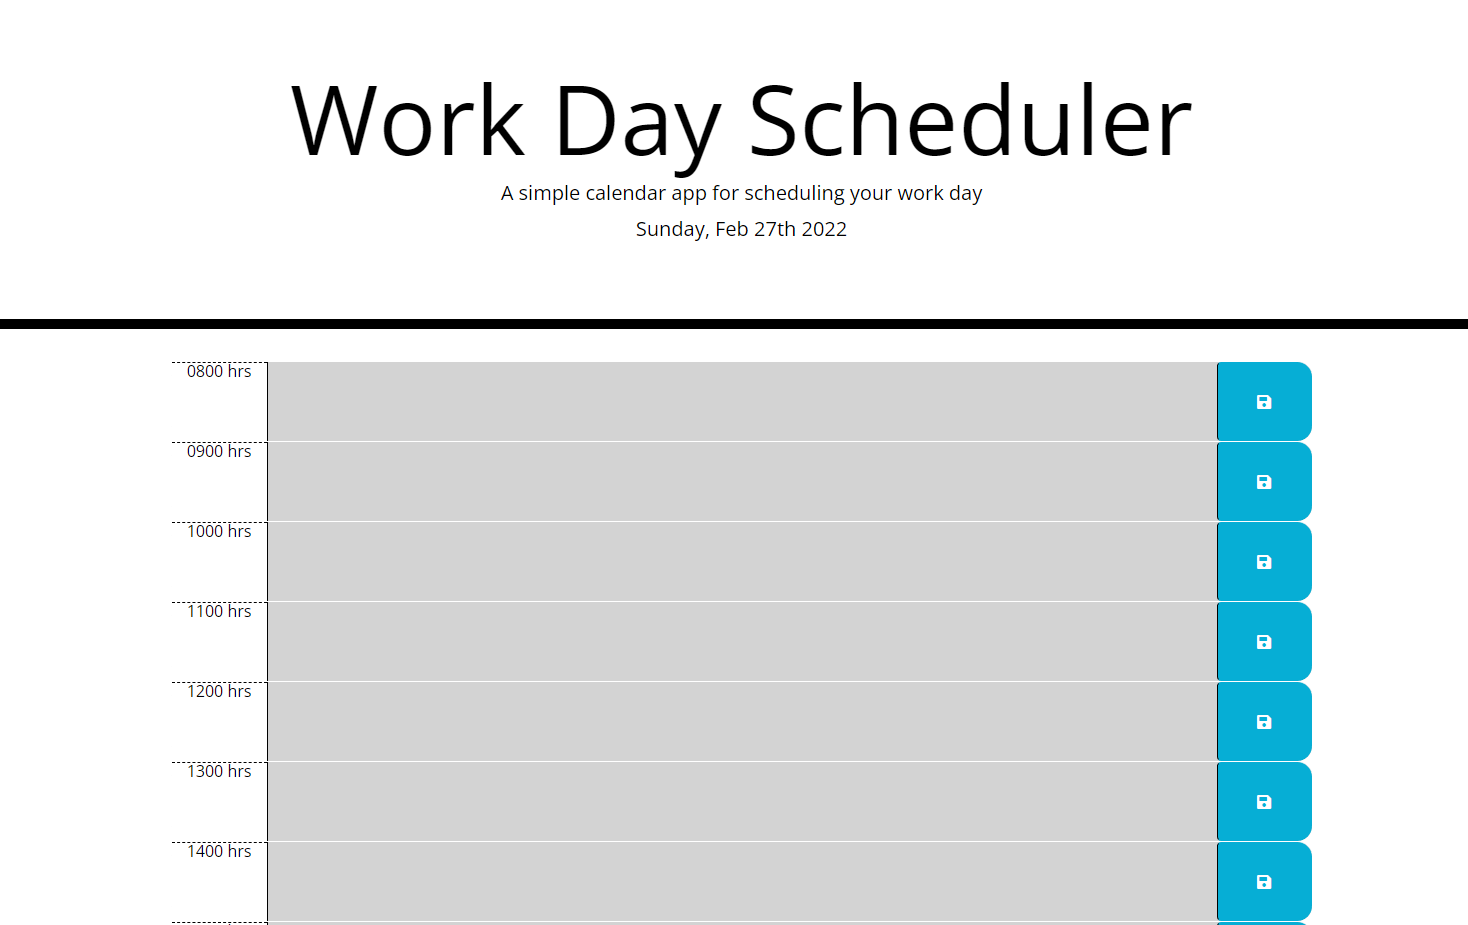 Work Day Scheduler
A simple calendar app for scheduling your work day
Sunday, Feb 27th 2022
0800 hrs
0900 hrs
1000 hrs
1100 hrs
1200 hrs
1300 hrs
1400 hrs